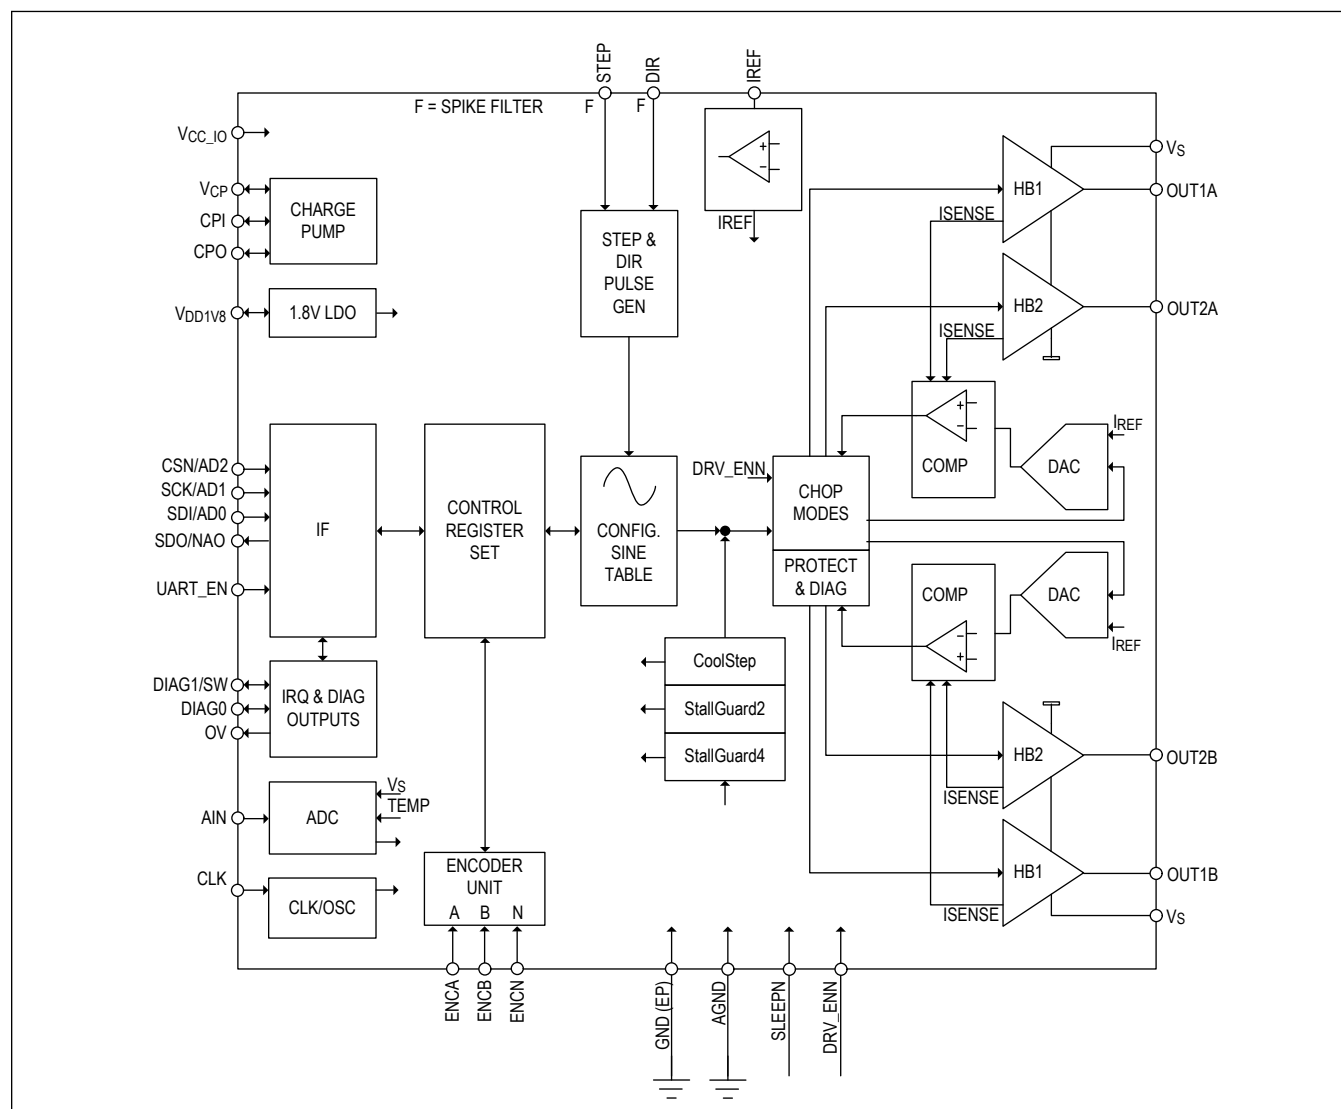 STEP
DIR
IREF
F = SPIKE FILTER
F
F
VCC_IO
VCP
CPI
CPO
CHARGE
PUMP
VDD1V8
1.8V LDO
STEP &
DIR
PULSE
GEN
IREF
HB1
ISENSE
VS
OUT1A
HB2
ISENSE
OUT2A
COMP
DAC
IREF
CSN/AD2
SCK/AD1
SDI/AD0
SDO/NAO
UART_EN
IF
CONTROL
REGISTER
SET
CONFIG.
SINE
TABLE
DRV_ENN
CHOP
MODES
PROTECT
& DIAG
COMP
DAC
IREF
DIAG1/SW
DIAG0
OV
IRQ & DIAG
OUTPUTS
CoolStep
StallGuard2
StallGuard4
HB2
ISENSE
OUT2B
AIN
ADC
VS
TEMP
CLK
CLK/OSC
ENCODER
UNIT
A B N
HB1
ISENSE
OUT1B
VS
ENCA
ENCB
ENCN
GND (EP)
AGND
SLEEPN
DRV_ENN